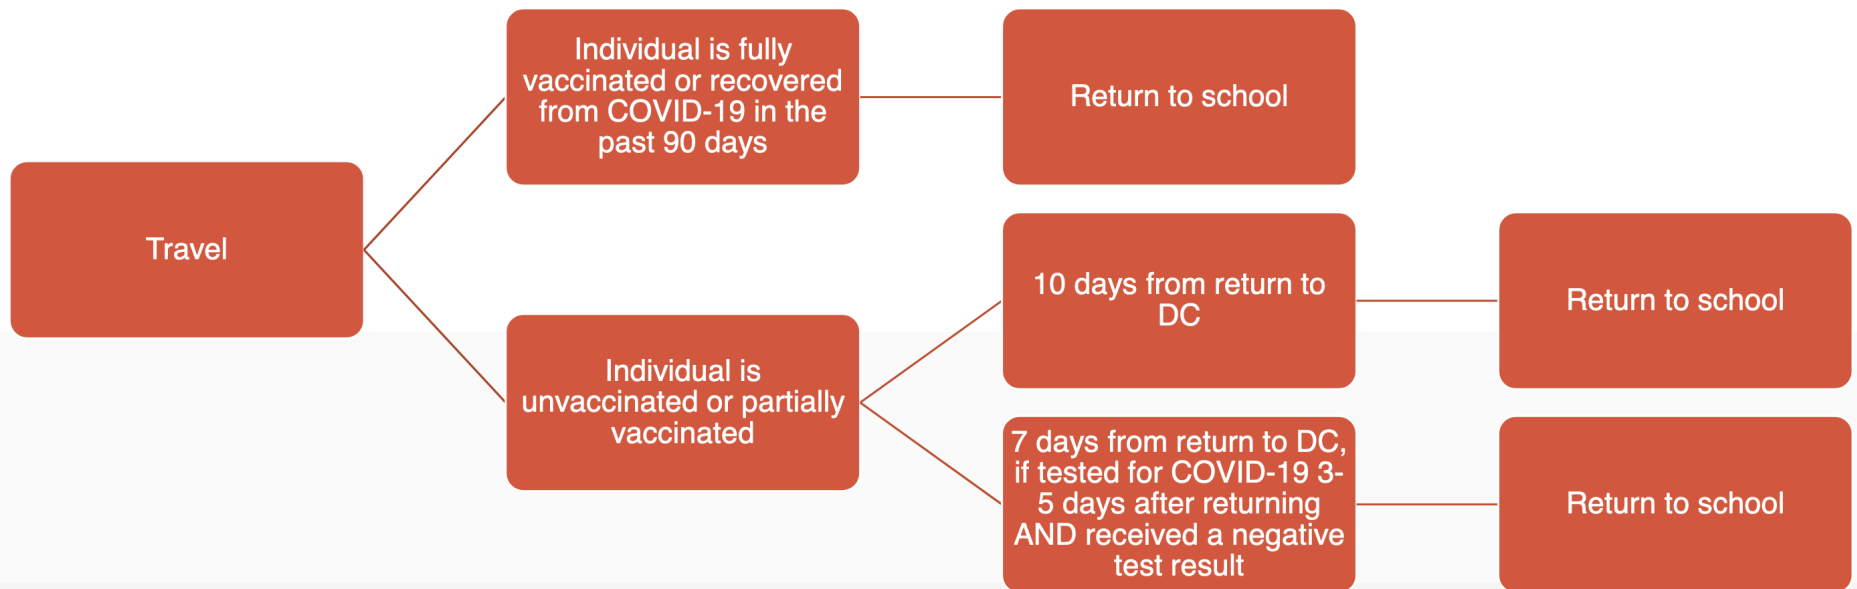 Travel
Individual is fully
vaccinated or recovered
from COVID-19 in the
past 90 days
Return to school
Individual is
unvaccinated or partially
vaccinated
10 days from return to
DC
Return to school
7 days from return to DC,
if tested for COVID-19 3-
5 days after returning
AND received a negative
test result
Return to school